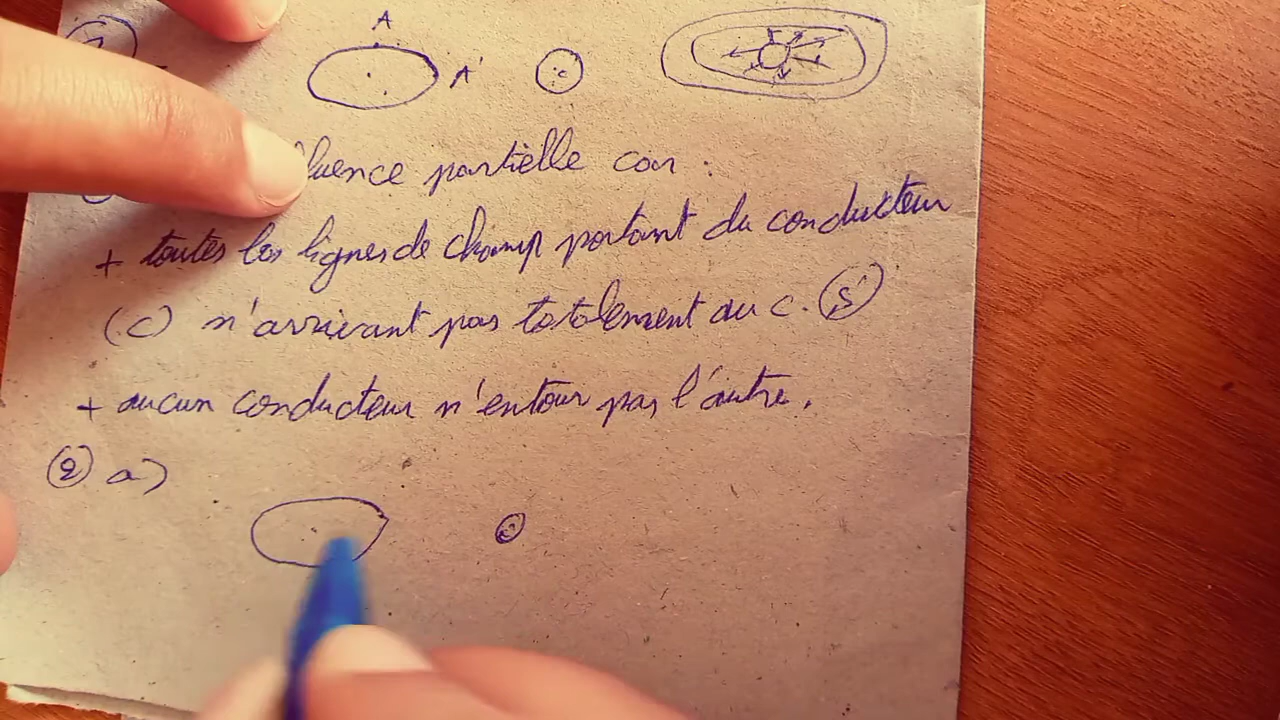 A
A'
c
fluence partielle car :
+ toutes les lignes de champ partant du conducteur
(C) n'arrivant pas totalement au c. S'
+ aucun conducteur n'entour pas l'autre.
2 a)